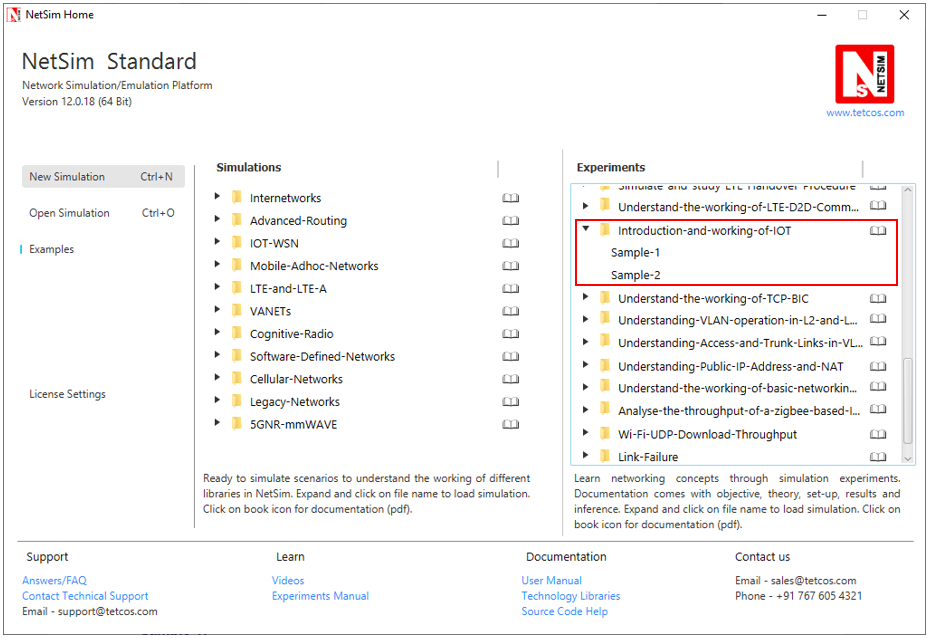 NetSim Home
NetSim Standard
Network Simulation/Emulation Platform
Version 12.0.18 (64 Bit)
NETSIM
www.tetcos.com
New Simulation Ctrl+N
Open Simulation Ctrl+O
Examples
License Settings
Simulations
Internetworks
Advanced-Routing
IOT-WSN
Mobile-Adhoc-Networks
LTE-and-LTE-A
VANETs
Cognitive-Radio
Software-Defined-Networks
Cellular-Networks
Legacy-Networks
5GNR-mmWAVE
Ready to simulate scenarios to understand the working of different
libraries in NetSim. Expand and click on file name to load simulation.
Click on book icon for documentation (pdf).
Experiments
Simulate and study LTE Handover Procedure
Understand-the-working-of-LTE-D2D-Comm...
Introduction-and-working-of-IOT
Sample-1
Sample-2
Understand-the-working-of-TCP-BIC
Understanding-VLAN-operation-in-L2-and-L...
Understanding-Access-and-Trunk-Links-in-VL...
Understanding-Public-IP-Address-and-NAT
Understand-the-working-of-basic-networkin...
Analyse-the-throughput-of-a-zigbee-based-I...
Wi-Fi-UDP-Download-Throughput
Link-Failure
Learn networking concepts through simulation experiments.
Documentation comes with objective, theory, set-up, results and
inference. Expand and click on file name to load simulation. Click on
book icon for documentation (pdf).
Support
Answers/FAQ
Contact Technical Support
Email - support@tetcos.com
Learn
Videos
Experiments Manual
Documentation
User Manual
Technology Libraries
Source Code Help
Contact us
Email - sales@tetcos.com
Phone - +91 767 605 4321